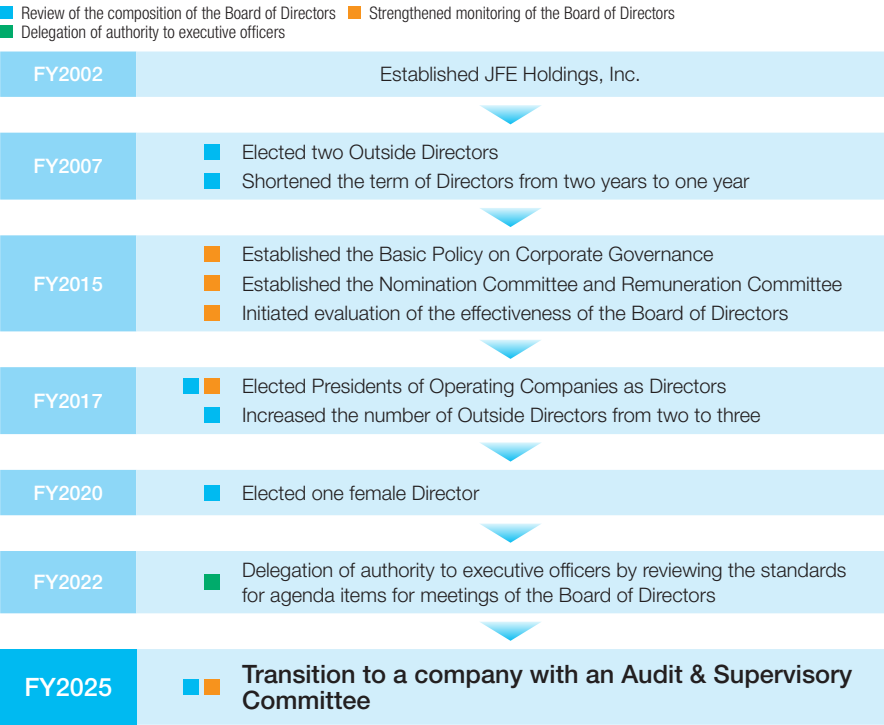 Review of the composition of the Board of Directors Strengthened monitoring of the Board of Directors
Delegation of authority to executive officers
FY2002 Established JFE Holdings, Inc.
FY2007
Elected two Outside Directors
Shortened the term of Directors from two years to one year
FY2015
Established the Basic Policy on Corporate Governance
Established the Nomination Committee and Remuneration Committee
Initiated evaluation of the effectiveness of the Board of Directors
FY2017
Elected Presidents of Operating Companies as Directors
Increased the number of Outside Directors from two to three
FY2020 Elected one female Director
FY2022
Delegation of authority to executive officers by reviewing the standards
for agenda items for meetings of the Board of Directors
FY2025
Transition to a company with an Audit & Supervisory
Committee